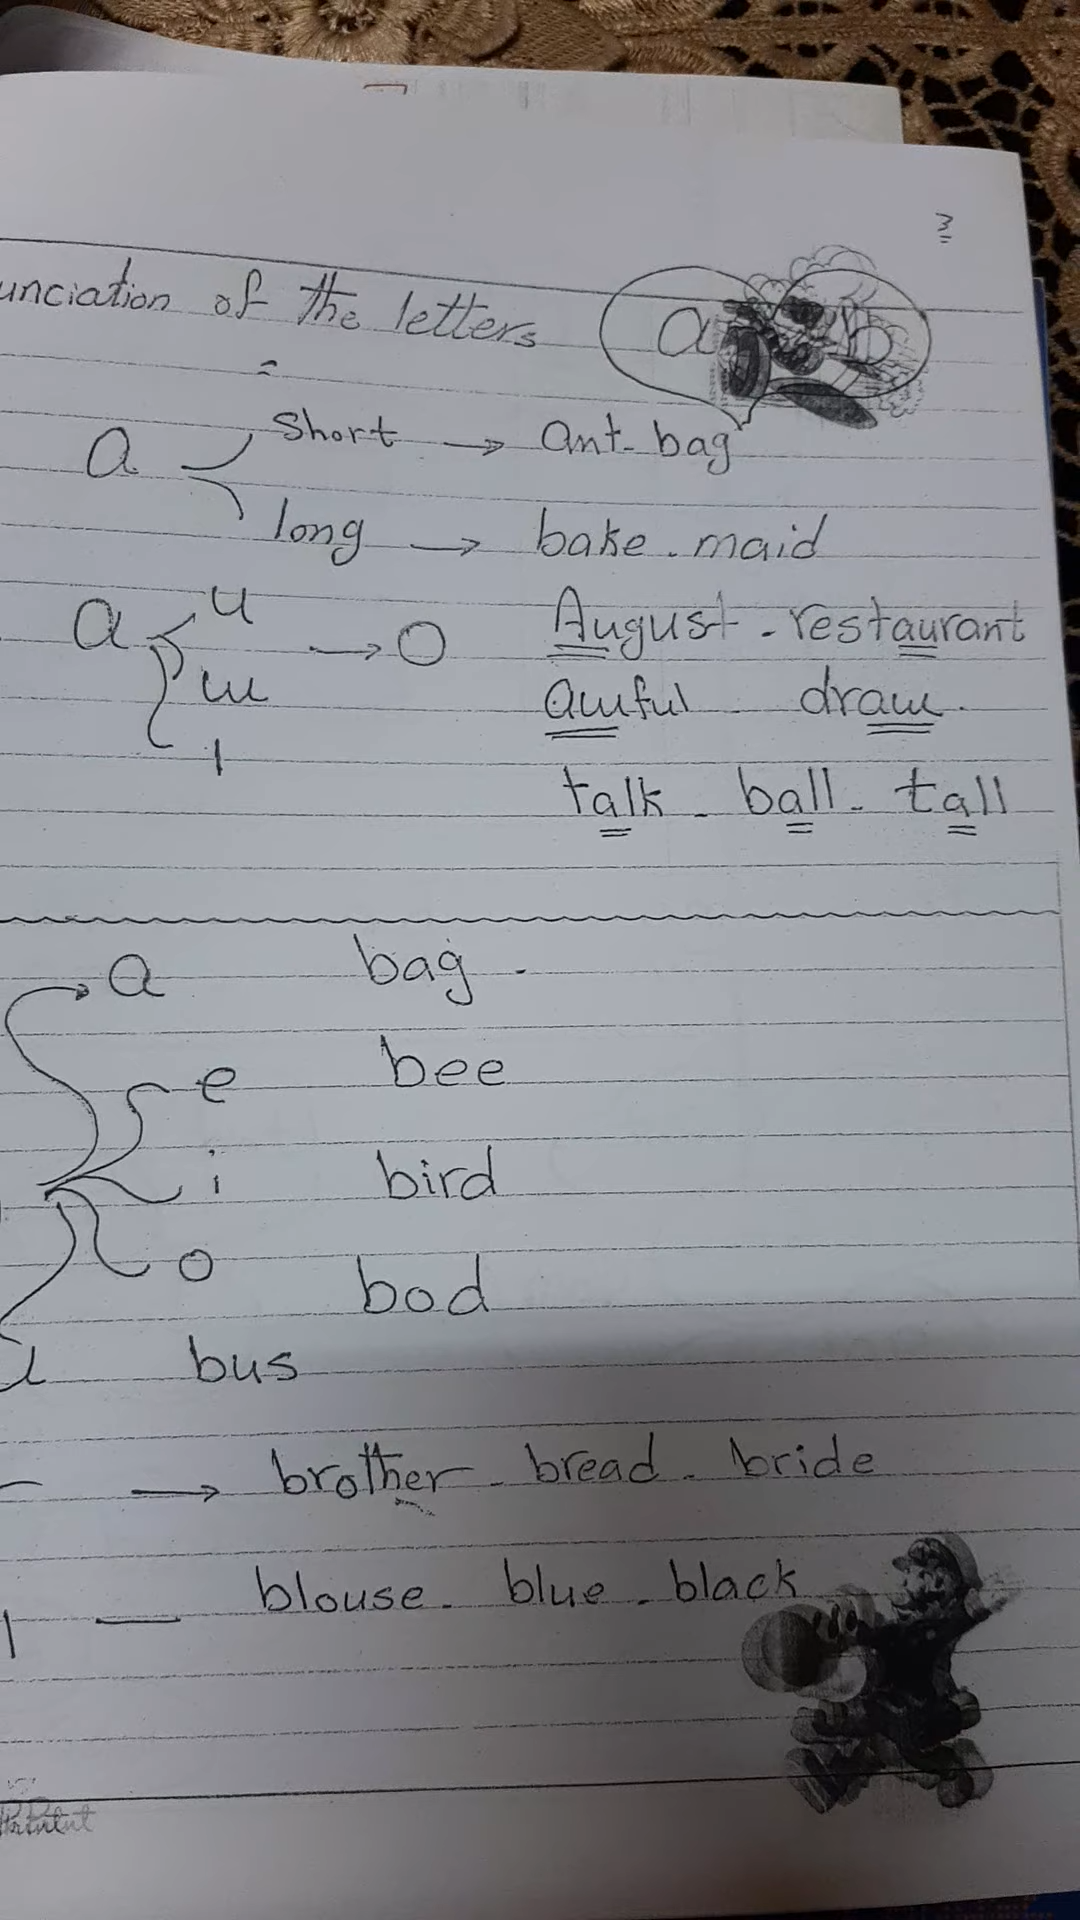 unciation of the letters a b
a short → ant - bag
long → bake . maid
a u → o August . restaurant
w awful draw .
l talk - ball - tall
a bag .
e bee
i bird
o bod
u bus
r → brother - bread . bride
l — blouse . blue . black